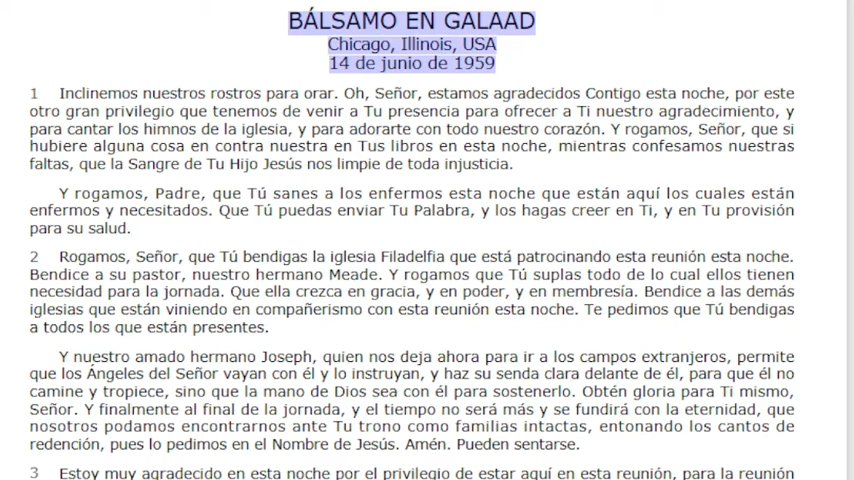 BÁLSAMO EN GALAAD
Chicago, Illinois, USA
14 de junio de 1959
1 Inclinemos nuestros rostros para orar. Oh, Señor, estamos agradecidos Contigo esta noche, por este
otro gran privilegio que tenemos de venir a Tu presencia para ofrecer a Ti nuestro agradecimiento, y
para cantar los himnos de la iglesia, y para adorarte con todo nuestro corazón. Y rogamos, Señor, que si
hubiere alguna cosa en contra nuestra en Tus libros en esta noche, mientras confesamos nuestras
faltas, que la Sangre de Tu Hijo Jesús nos limpie de toda injusticia.
Y rogamos, Padre, que Tú sanes a los enfermos esta noche que están aquí los cuales están
enfermos y necesitados. Que Tú puedas enviar Tu Palabra, y los hagas creer en Ti, y en Tu provisión
para su salud.
2 Rogamos, Señor, que Tú bendigas la iglesia Filadelfia que está patrocinando esta reunión esta noche.
Bendice a su pastor, nuestro hermano Meade. Y rogamos que Tú suplas todo de lo cual ellos tienen
necesidad para la jornada. Que ella crezca en gracia, y en poder, y en membresía. Bendice a las demás
iglesias que están viniendo en compañerismo con esta reunión esta noche. Te pedimos que Tú bendigas
a todos los que están presentes.
Y nuestro amado hermano Joseph, quien nos deja ahora para ir a los campos extranjeros, permite
que los Ángeles del Señor vayan con él y lo instruyan, y haz su senda clara delante de él, para que él no
camine y tropiece, sino que la mano de Dios sea con él para sostenerlo. Obtén gloria para Ti mismo,
Señor. Y finalmente al final de la jornada, y el tiempo no será más y se fundirá con la eternidad, que
nosotros podamos encontrarnos ante Tu trono como familias intactas, entonando los cantos de
redención, pues lo pedimos en el Nombre de Jesús. Amén. Pueden sentarse.
3 Estoy muy agradecido en esta noche por el privilegio de estar aquí en esta reunión, para la reunión